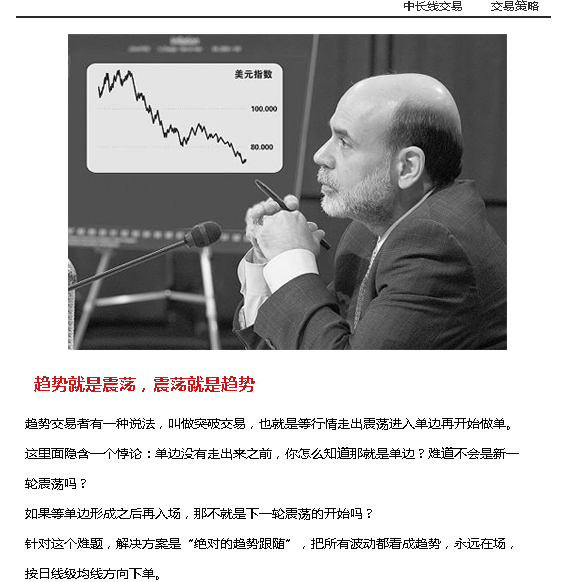 中长线交易 交易策略
美元指数
100.000
80.000
趋势就是震荡，震荡就是趋势
趋势交易者有一种说法，叫做突破交易，也就是等行情走出震荡进入单边再开始做单。
这里面隐含一个悖论：单边没有走出来之前，你怎么知道那就是单边？难道不会是新一
轮震荡吗？
如果等单边形成之后再入场，那不就是下一轮震荡的开始吗？
针对这个难题，解决方案是“绝对的趋势跟随”，把所有波动都看成趋势，永远在场，
按日线级均线方向下单。